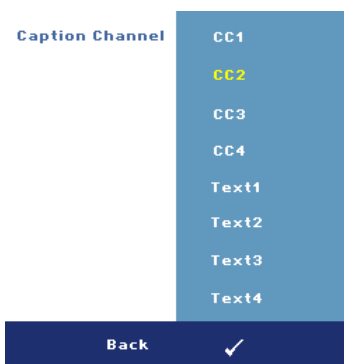 Caption Channel CC1
CC2
CC3
CC4
Text1
Text2
Text3
Text4
Back ✓